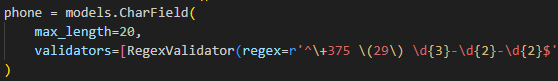 phone = models.CharField(
max_length=20,
validators=[RegexValidator(regex=r'^\+375 \(29\) \d{3}-\d{2}-\d{2}$'
)